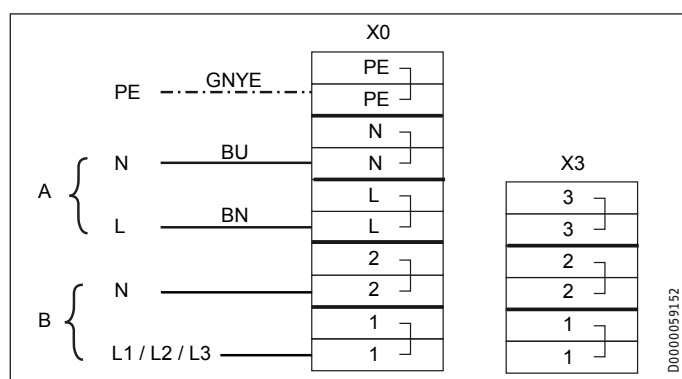 X0
PE
PE GNYE PE
N
N BU N
A
L
L BN L
2
N 2
B
1
L1 / L2 / L3 1
X3
3
3
2
2
1
1
D0000059152